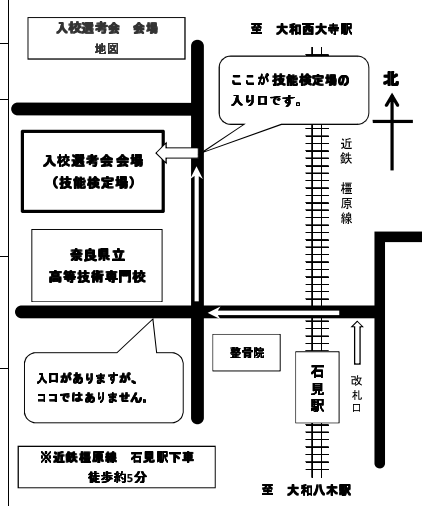 入校選考会　会場
地図
至　大和西大寺駅
ここが技能検定場の
入り口です。
北
入校選考会会場
（技能検定場）
近鉄　橿原線
奈良県立
高等技術専門校
整骨院
石見駅
改札口
入口がありますが、
ココではありません。
※近鉄橿原線　石見駅下車
徒歩約5分
至　大和八木駅